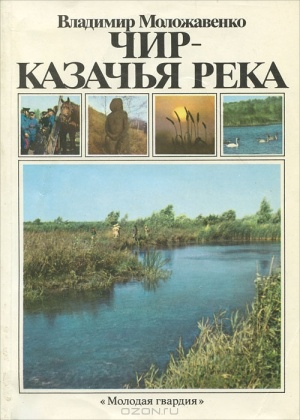 Владимир Моложавенко
ЧИР-
КАЗАЧЬЯ РЕКА
« Молодая гвардия »
ozon.ru